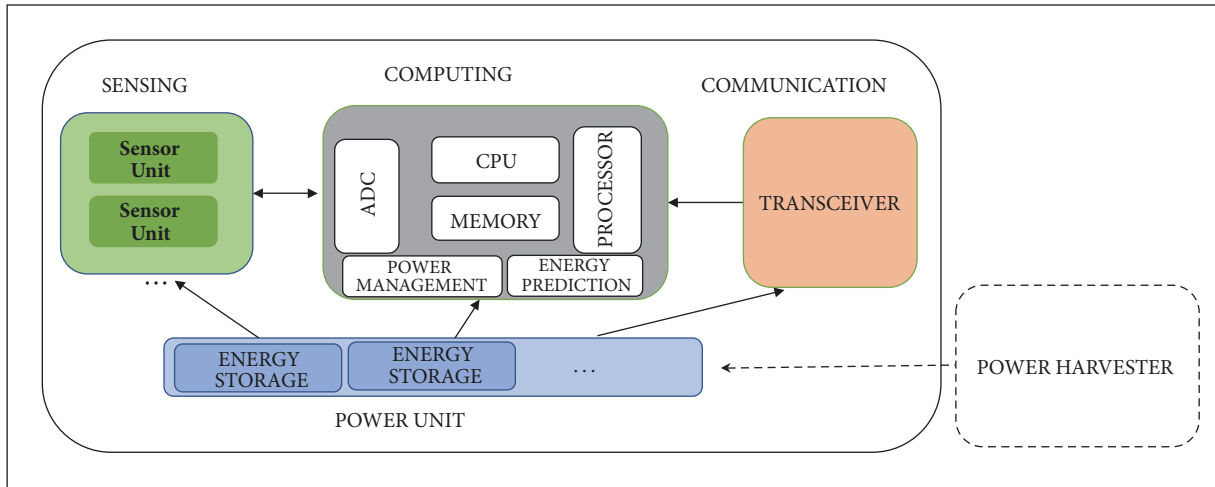 SENSING
COMPUTING
COMMUNICATION
Sensor
Unit
Sensor
Unit
...
ADC
CPU
MEMORY
PROCESSOR
POWER
MANAGEMENT
ENERGY
PREDICTION
TRANSCEIVER
ENERGY
STORAGE
ENERGY
STORAGE
...
POWER UNIT
POWER HARVESTER